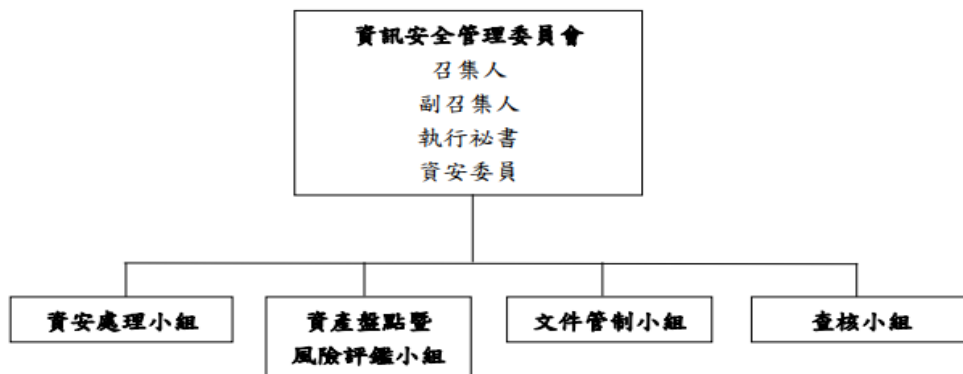 資訊安全管理委員會
召集人
副召集人
執行祕書
資安委員
資安處理小組
資產盤點暨
風險評鑑小組
文件管制小組
查核小組